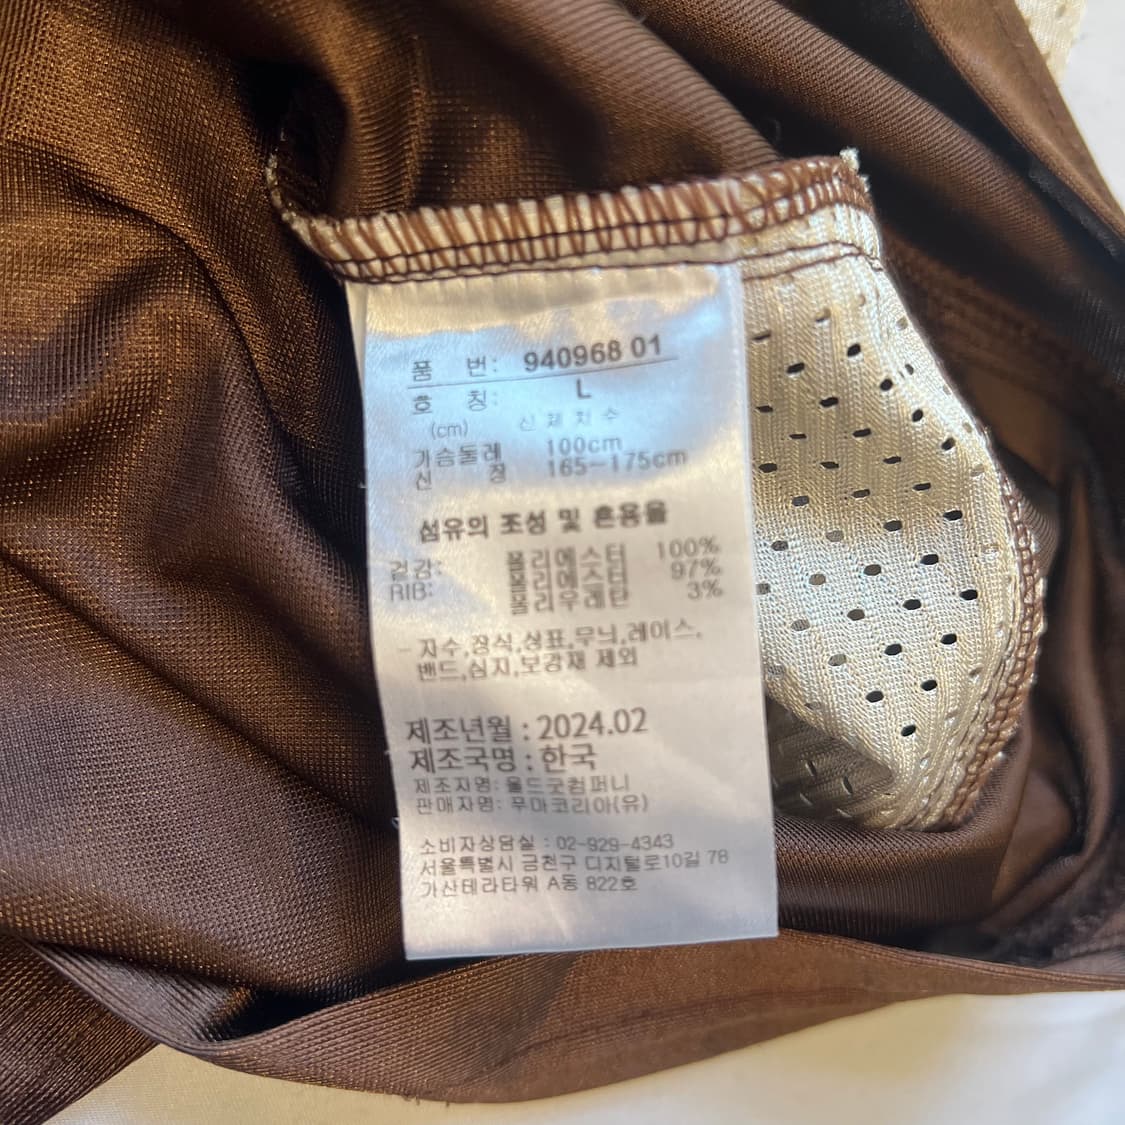 품 번: 940968 01
호 칭: L
(cm) 신 체 치 수
가슴둘레 100cm
신 장 165~175cm
섬유의 조성 및 혼용율
겉감: 폴리에스터 100%
RIB: 폴리에스터 97%
폴리우레탄 3%
- 자수,장식,상표,무늬,레이스,
밴드,심지,보강재 제외
제조년월 : 2024.02
제조국명 : 한국
제조자명: 올드굿컴퍼니
판매자명: 푸마코리아(유)
소비자상담실 : 02-929-4343
서울특별시 금천구 디지털로10길 78
가산테라타워 A동 822호